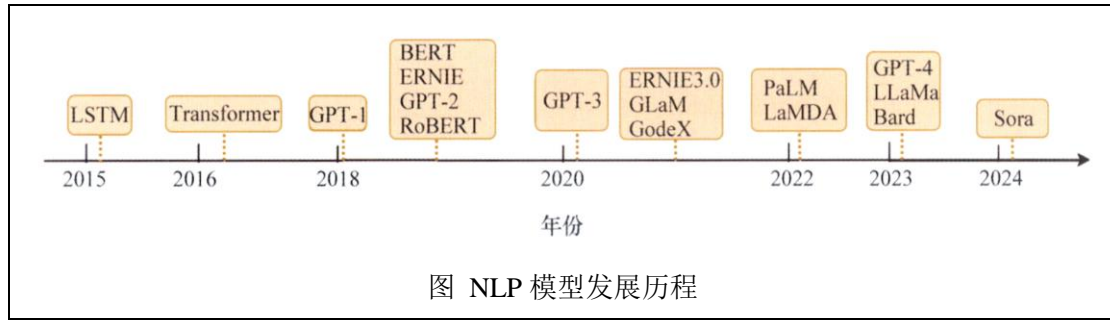 LSTM
Transformer
GPT-1
BERT
ERNIE
GPT-2
RoBERT
GPT-3
ERNIE3.0
GLaM
GodeX
PaLM
LaMDA
GPT-4
LLaMa
Bard
Sora
2015
2016
2018
2020
2022
2023
2024
年份
图 NLP 模型发展历程